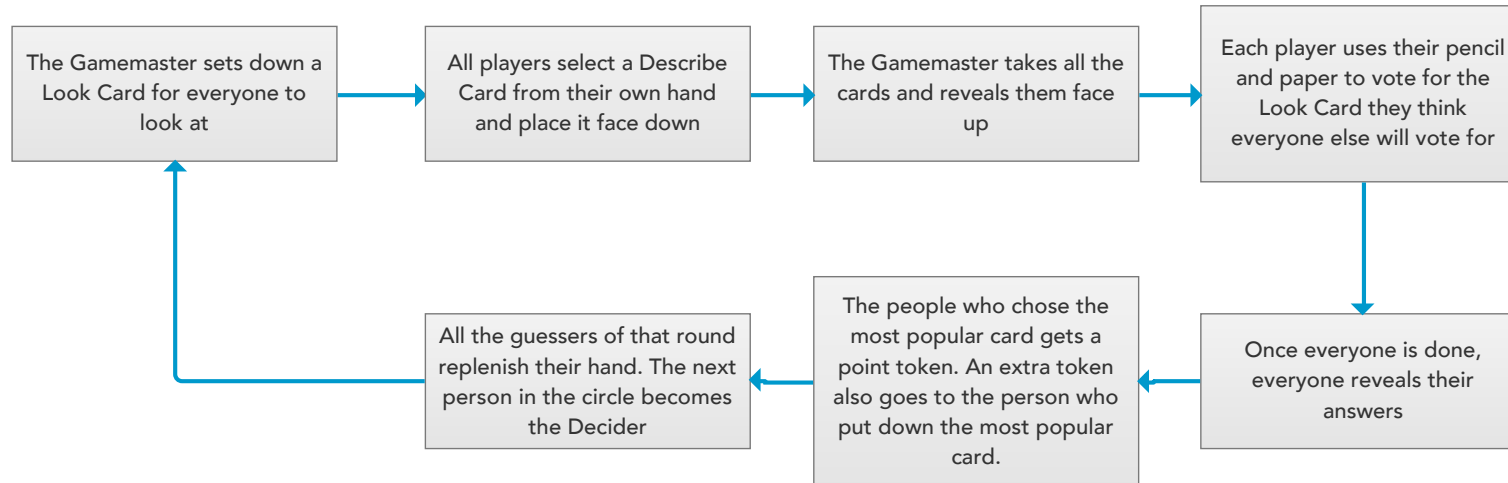 The Gamemaster sets down a
Look Card for everyone to
look at
All players select a Describe
Card from their own hand
and place it face down
The Gamemaster takes all the
cards and reveals them face
up
Each player uses their pencil
and paper to vote for the
Look Card they think
everyone else will vote for
Once everyone is done,
everyone reveals their
answers
The people who chose the
most popular card gets a
point token. An extra token
also goes to the person who
put down the most popular
card.
All the guessers of that round
replenish their hand. The next
person in the circle becomes
the Decider